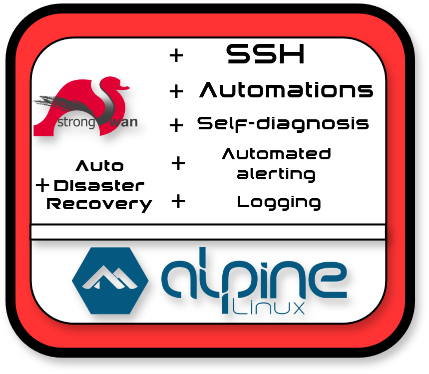 + SSH
+ Automations
strongSwan
+ Self-diagnosis
+ Automated
alerting
Auto
+Disaster
Recovery
+ Logging
alpine
Linux